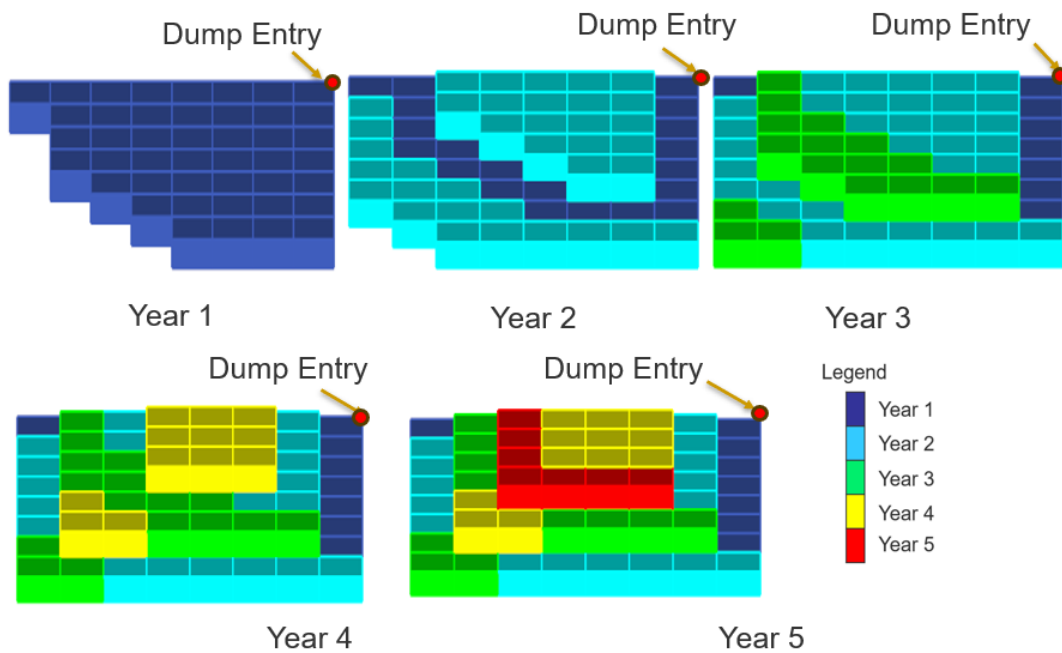 Dump Entry
Dump Entry
Dump Entry
Year 1
Year 2
Year 3
Dump Entry
Dump Entry
Legend
Year 1
Year 2
Year 3
Year 4
Year 5
Year 4
Year 5